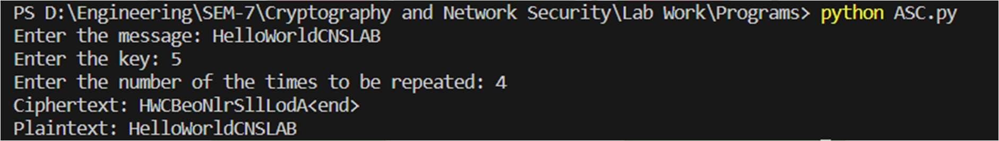 PS D:\Engineering\SEM-7\Cryptography and Network Security\Lab Work\Programs> python ASC.py
Enter the message: HelloWorldCNSLAB
Enter the key: 5
Enter the number of the times to be repeated: 4
Ciphertext: HWCBeoNlrSllLodA<end>
Plaintext: HelloWorldCNSLAB